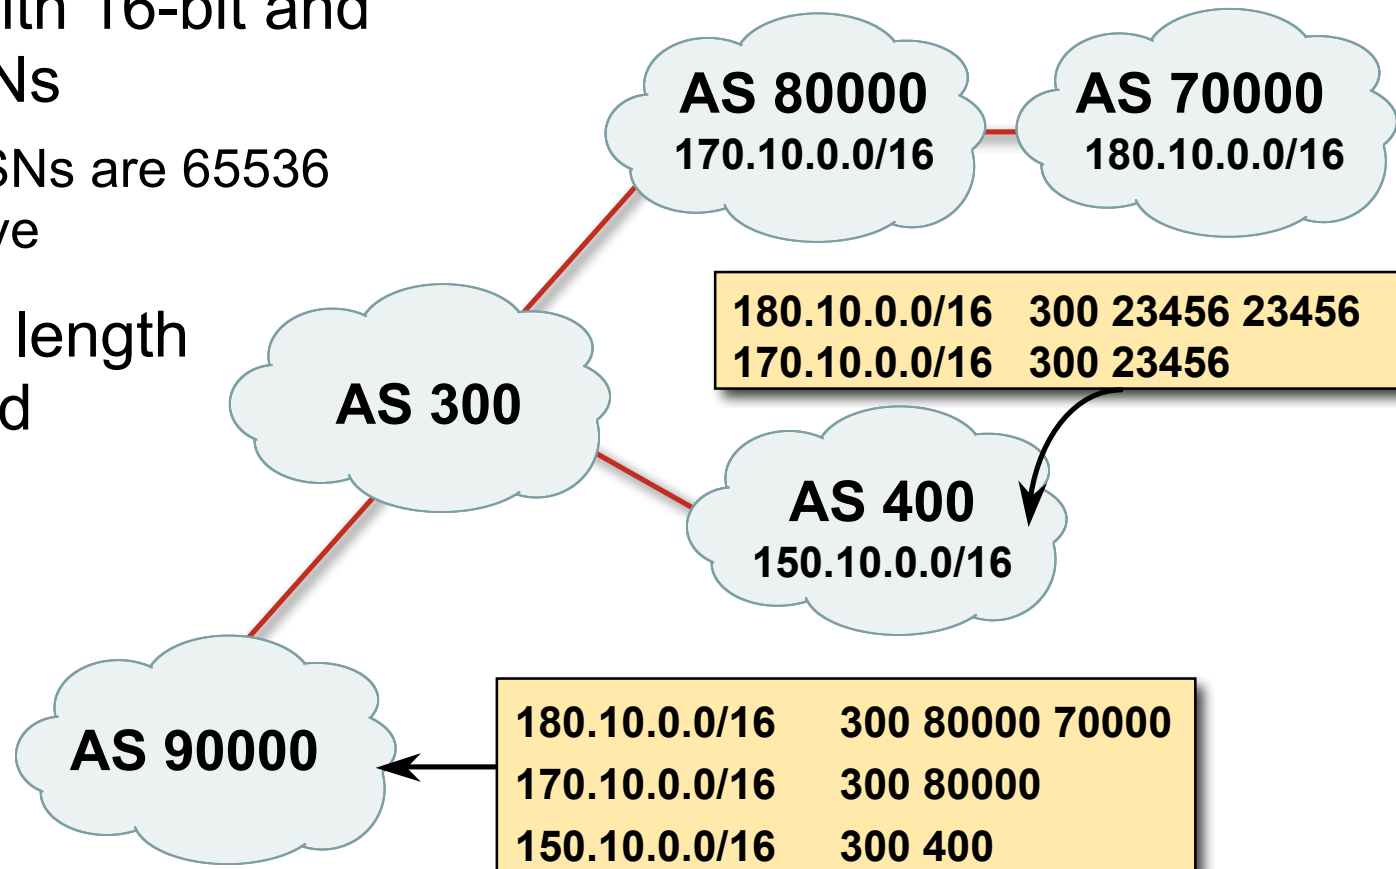 ith 16-bit and
Ns
SNs are 65536
ve
length
d
AS 80000
170.10.0.0/16
AS 70000
180.10.0.0/16
180.10.0.0/16 300 23456 23456
170.10.0.0/16 300 23456
AS 300
AS 400
150.10.0.0/16
AS 90000
180.10.0.0/16 300 80000 70000
170.10.0.0/16 300 80000
150.10.0.0/16 300 400